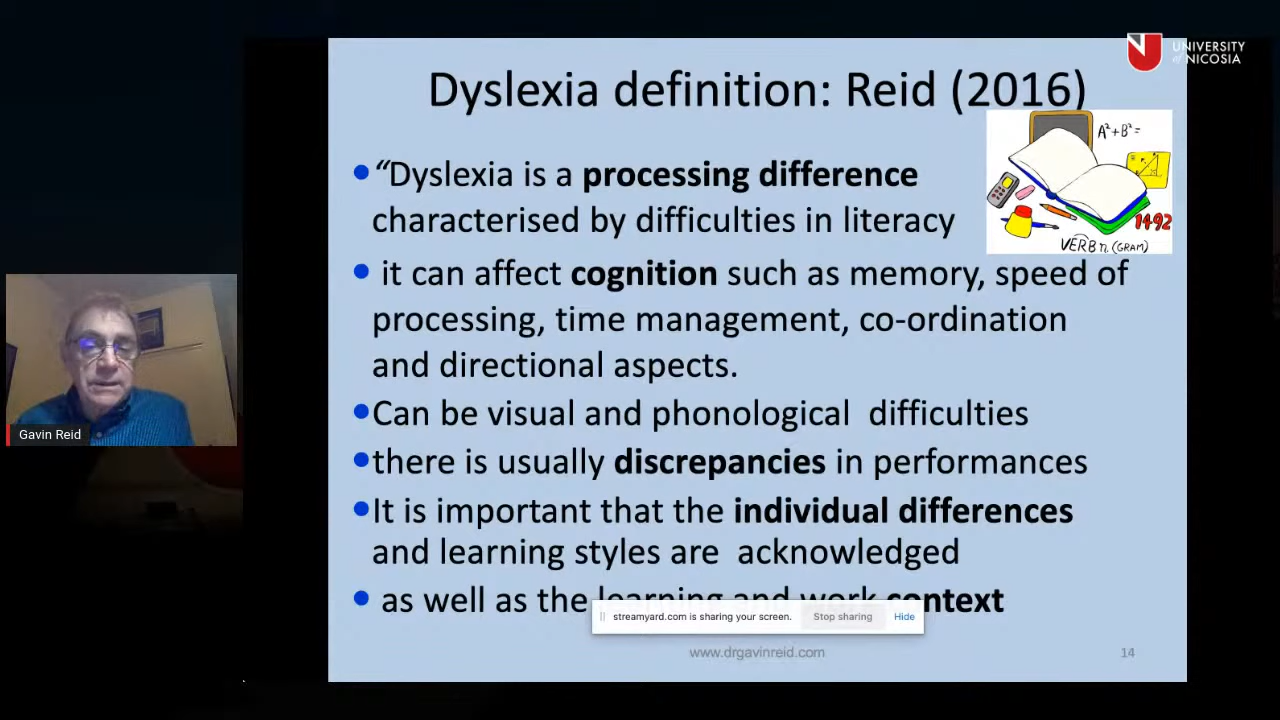 UNIVERSITY
of NICOSIA
Dyslexia definition: Reid (2016)
A²+B²=
1492
VERB n. (GRAM)
•“Dyslexia is a processing difference
characterised by difficulties in literacy
• it can affect cognition such as memory, speed of
processing, time management, co-ordination
and directional aspects.
•Can be visual and phonological difficulties
•there is usually discrepancies in performances
•It is important that the individual differences
and learning styles are acknowledged
• as well as the learning and work context
streamyard.com is sharing your screen. Stop sharing Hide
www.drgavinreid.com 14
Gavin Reid